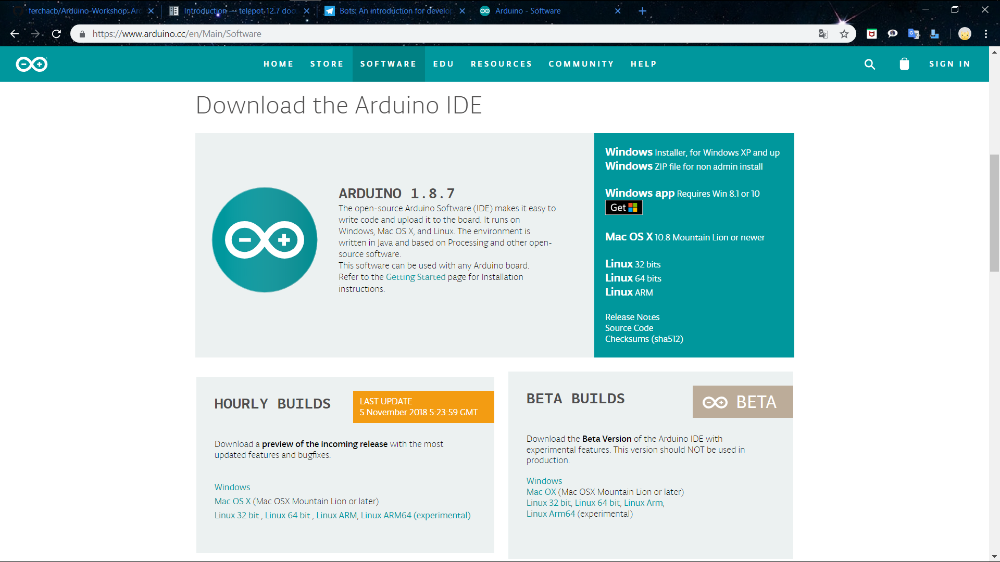 ferchacb/Arduino-Workshop: Ard
Introduction — telepot 12.7 docu
Bots: An introduction for develop
Arduino - Software
https://www.arduino.cc/en/Main/Software
HOME
STORE
SOFTWARE
EDU
RESOURCES
COMMUNITY
HELP
SIGN IN
Download the Arduino IDE
ARDUINO 1.8.7
The open-source Arduino Software (IDE) makes it easy to
write code and upload it to the board. It runs on
Windows, Mac OS X, and Linux. The environment is
written in Java and based on Processing and other open-
source software.
This software can be used with any Arduino board.
Refer to the Getting Started page for Installation
instructions.
Windows Installer, for Windows XP and up
Windows ZIP file for non admin install
Windows app Requires Win 8.1 or 10
Get
Mac OS X 10.8 Mountain Lion or newer
Linux 32 bits
Linux 64 bits
Linux ARM
Release Notes
Source Code
Checksums (sha512)
HOURLY BUILDS
LAST UPDATE
5 November 2018 5:23:59 GMT
Download a preview of the incoming release with the most
updated features and bugfixes.
Windows
Mac OS X (Mac OSX Mountain Lion or later)
Linux 32 bit , Linux 64 bit , Linux ARM, Linux ARM64 (experimental)
BETA BUILDS
BETA
Download the Beta Version of the Arduino IDE with
experimental features. This version should NOT be used in
production.
Windows
Mac OX (Mac OSX Mountain Lion or later)
Linux 32 bit, Linux 64 bit, Linux Arm,
Linux Arm64 (experimental)